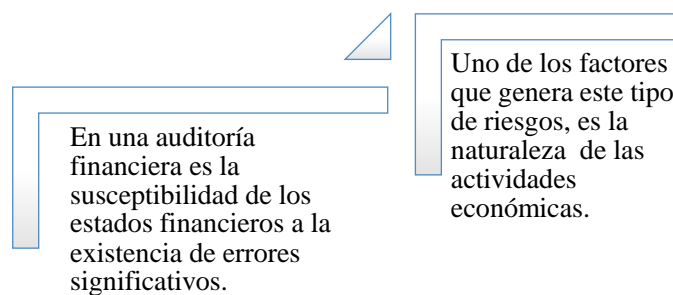 En una auditoría
financiera es la
susceptibilidad de los
estados financieros a la
existencia de errores
significativos.
Uno de los factores
que genera este tipo
de riesgos, es la
naturaleza de las
actividades
económicas.